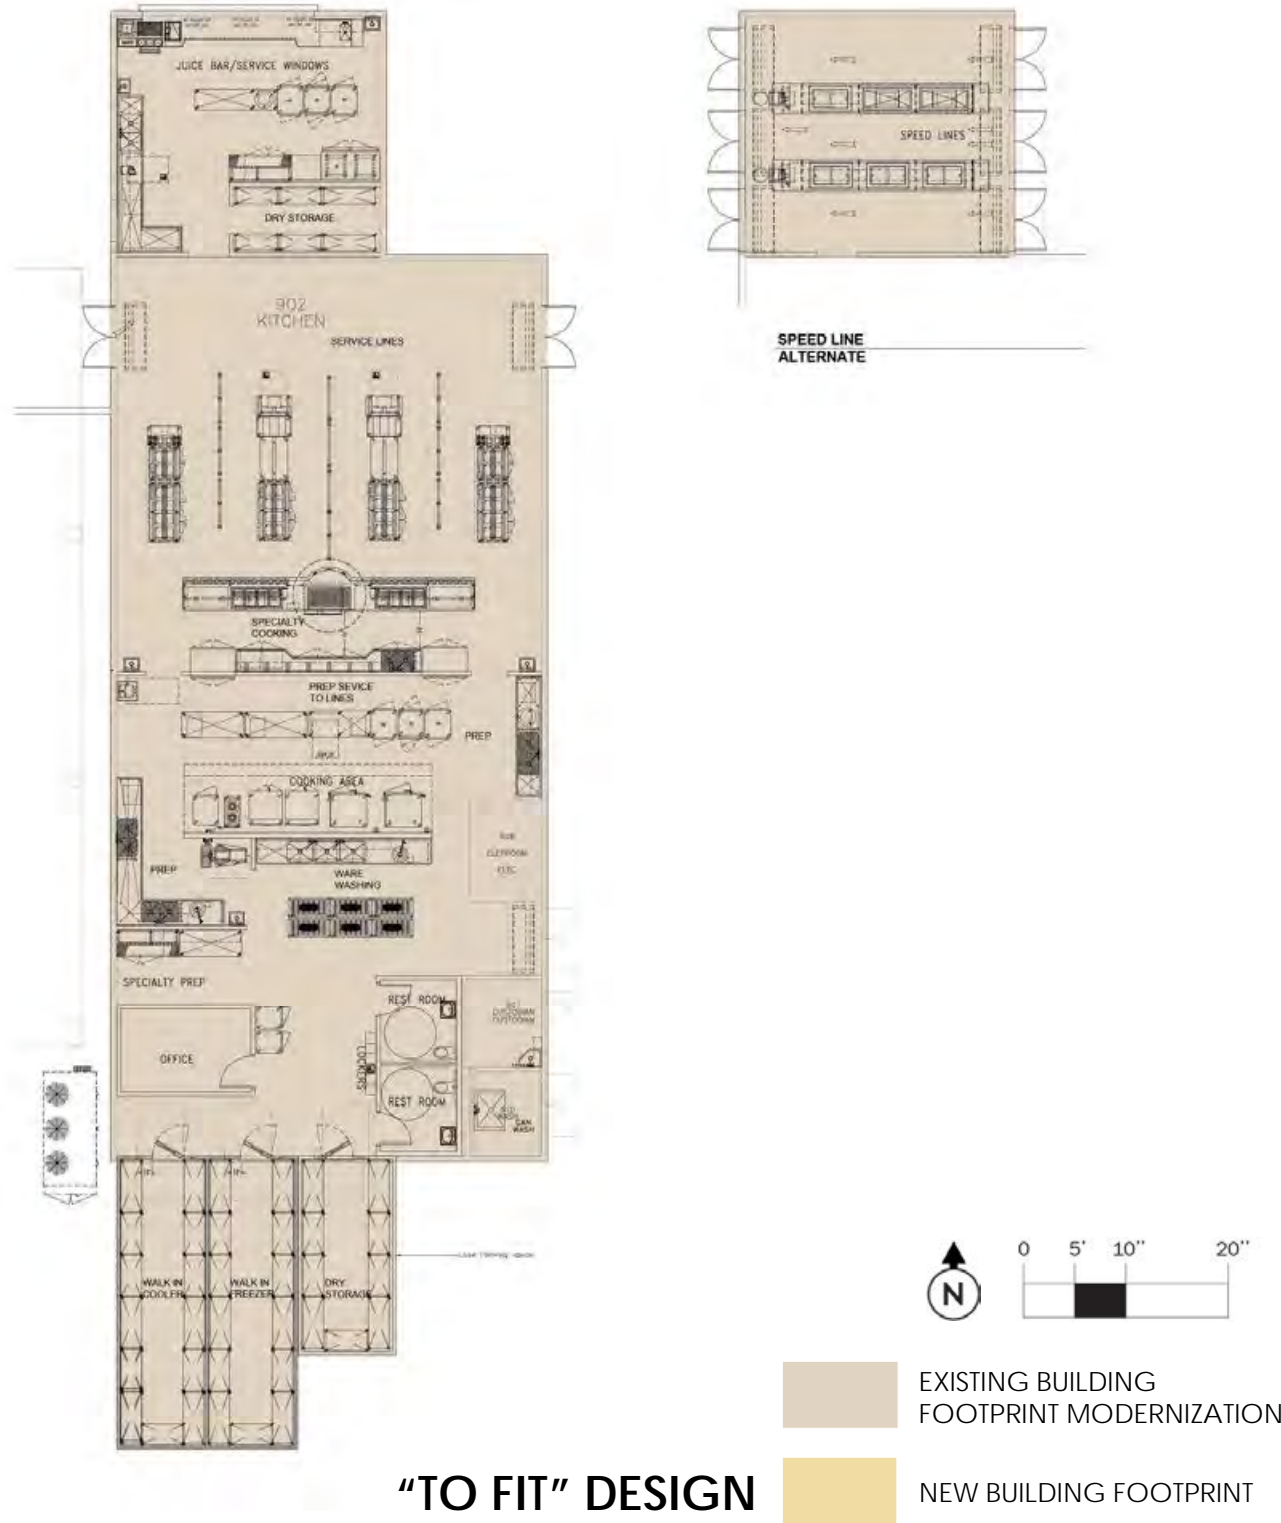 JUICE BAR/SERVICE WINDOWS
SPEED LINES
DRY STORAGE
902
KITCHEN
SERVICE LINES
SPEED LINE
ALTERNATE
SPECIALTY
COOKING
PREP SEVICE
TO LINES
PREP
COOKING AREA
PREP
WARE
WASHING
SPECIALTY PREP
REST ROOM
CUSTODIAN
OFFICE
LOCKERS
REST ROOM
CAN
WASH
WALK IN
COOLER
WALK IN
FREEZER
DRY
STORAGE
0 5' 10'' 20''
N
EXISTING BUILDING
FOOTPRINT MODERNIZATION
“TO FIT” DESIGN
NEW BUILDING FOOTPRINT